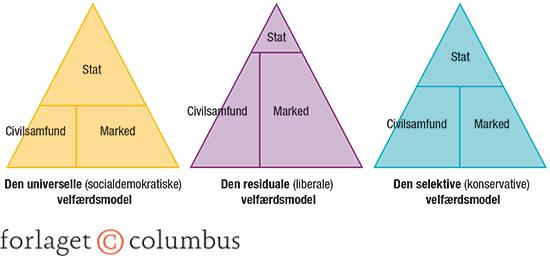 Stat
Civilsamfund
Marked
Den universelle (socialdemokratiske)
velfærdsmodel
Stat
Civilsamfund
Marked
Den residuale (liberale)
velfærdsmodel
Stat
Civilsamfund
Marked
Den selektive (konservative)
velfærdsmodel
forlaget © columbus